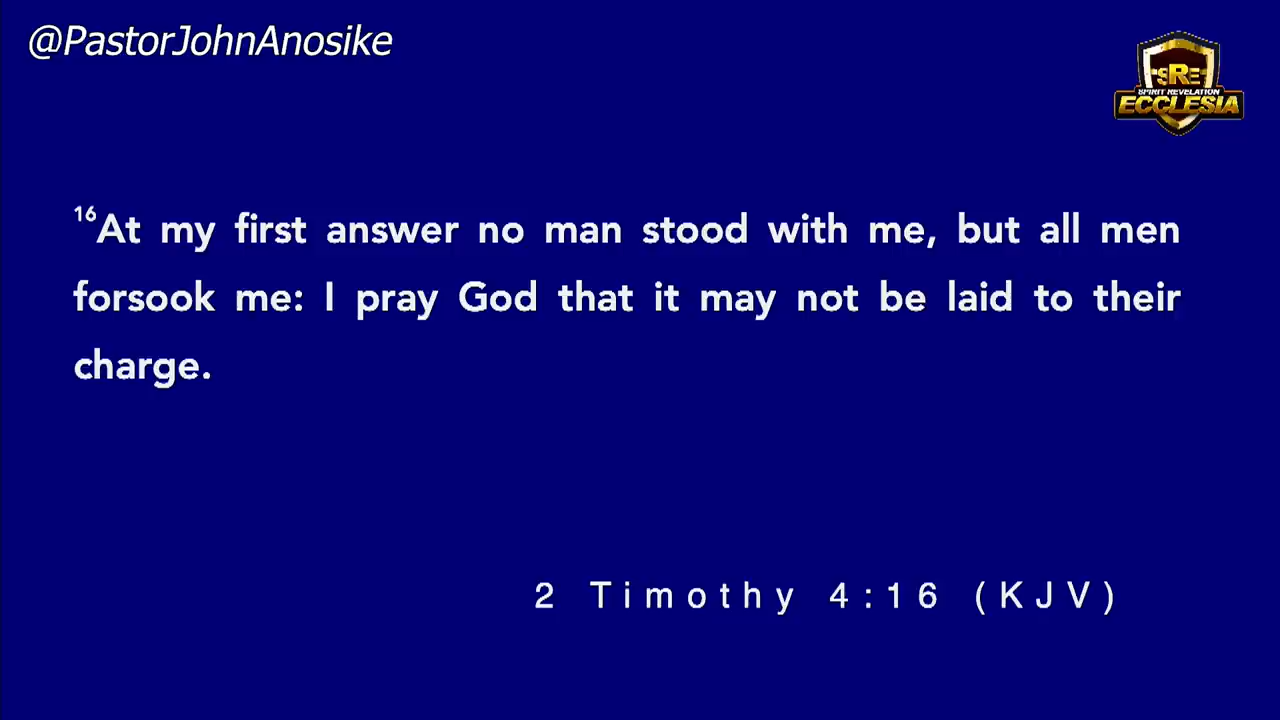 @PastorJohnAnosike
SRE
SPIRIT REVELATION
ECCLESIA
16At my first answer no man stood with me, but all men
forsook me: I pray God that it may not be laid to their
charge.
2 Timothy 4:16 (KJV)